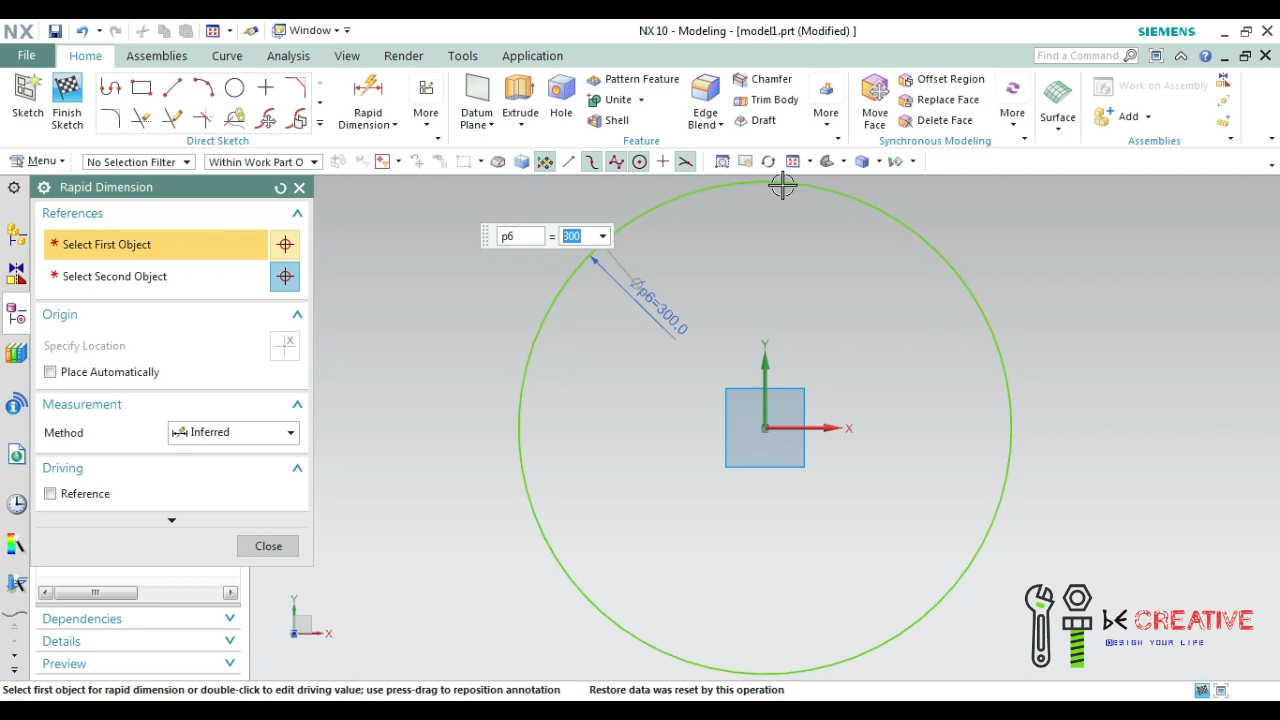 NX
Window
NX 10 - Modeling - [model1.prt (Modified) ]
SIEMENS
File
Home
Assemblies
Curve
Analysis
View
Render
Tools
Application
Find a Command
Sketch
Finish
Sketch
Rapid
Dimension
More
Direct Sketch
Datum
Plane
Extrude
Hole
Pattern Feature
Unite
Shell
Edge
Blend
Chamfer
Trim Body
Draft
More
Feature
Move
Face
Offset Region
Replace Face
Delete Face
More
Synchronous Modeling
Surface
Work on Assembly
Add
Assemblies
Menu
No Selection Filter
Within Work Part O
Rapid Dimension
References
* Select First Object
* Select Second Object
Origin
Specify Location
Place Automatically
Measurement
Method
Inferred
Driving
Reference
Close
Dependencies
Details
Preview
p6 = 300
Øp6=300,0
Y
X
Z
Y
X
bE CREATIVE
DESIGN YOUR LIFE
Select first object for rapid dimension or double-click to edit driving value; use press-drag to reposition annotation
Restore data was reset by this operation